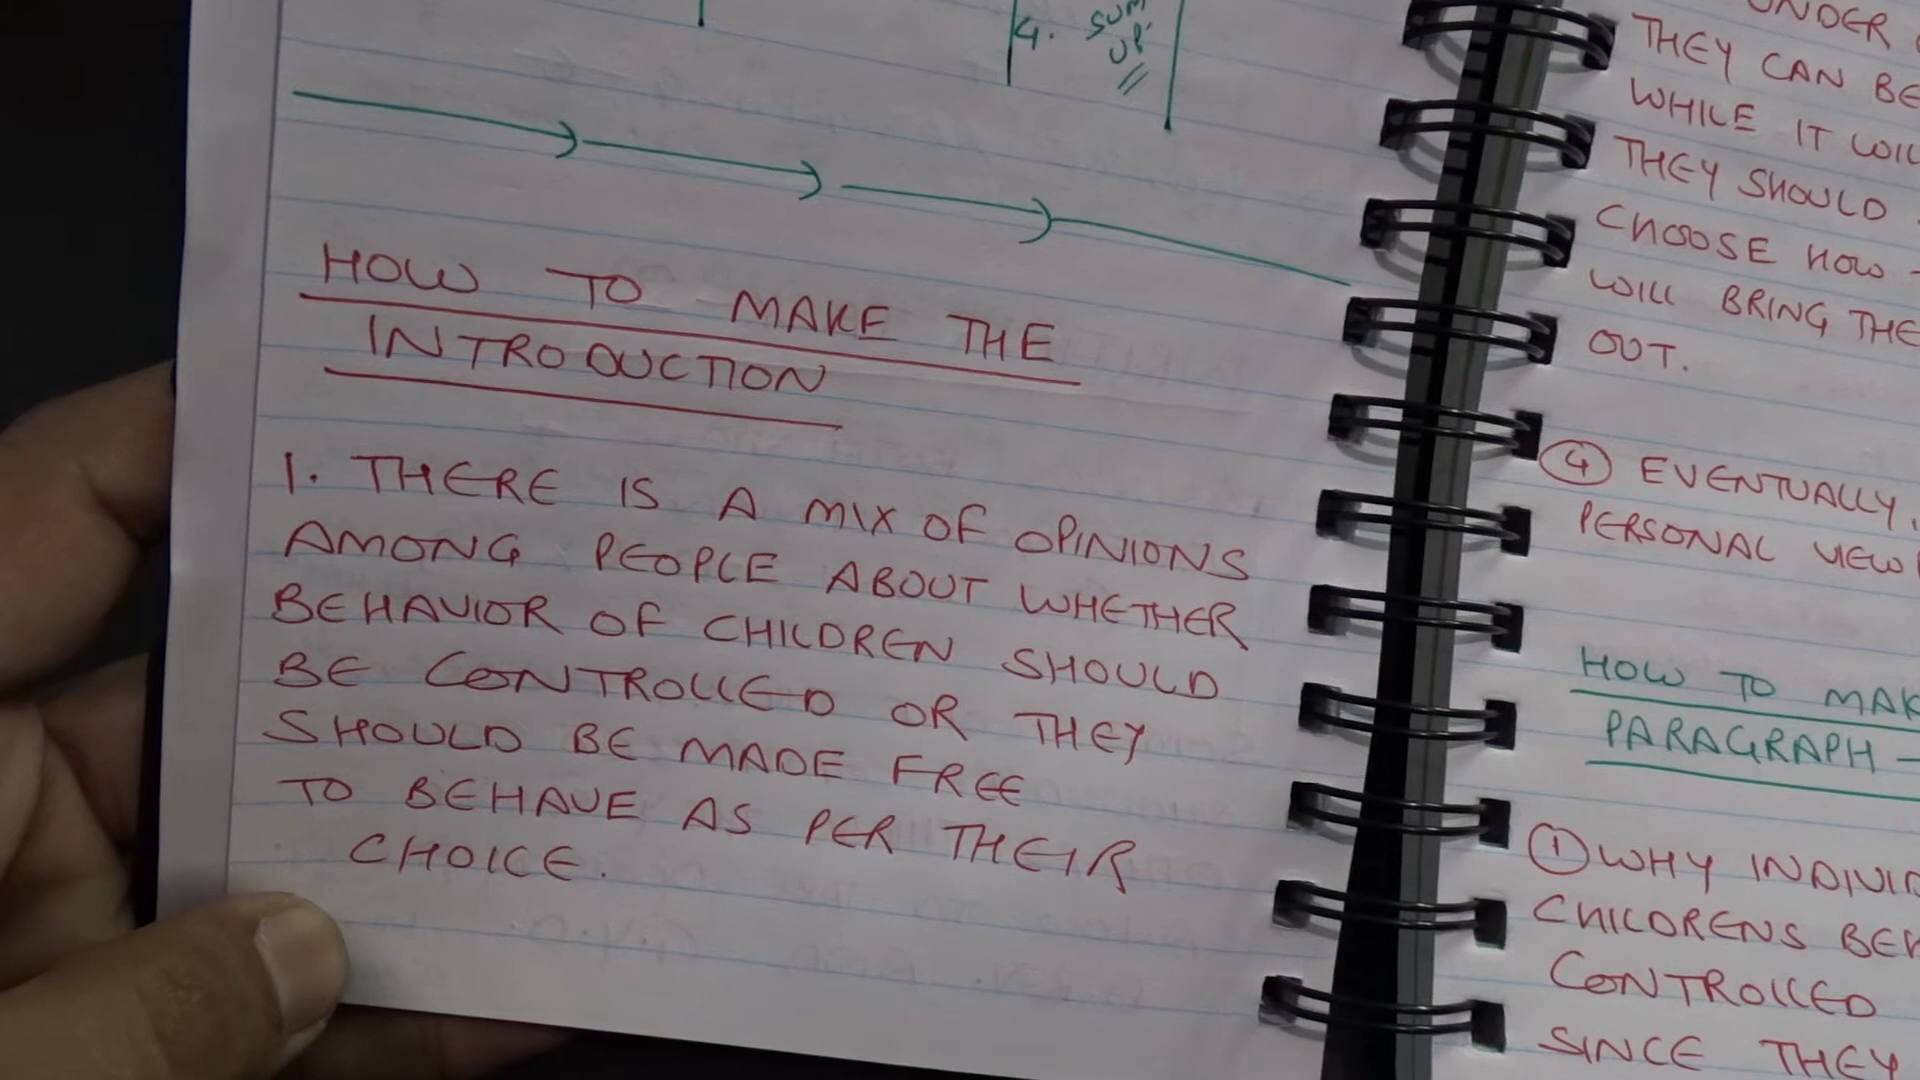 4. SUM
UP.
HOW TO MAKE THE
INTRODUCTION
1. THERE IS A MIX OF OPINIONS
AMONG PEOPLE ABOUT WHETHER
BEHAVIOR OF CHILDREN SHOULD
BE CONTROLLED OR THEY
SHOULD BE MADE FREE
TO BEHAVE AS PER THEIR
CHOICE.
UNDER
THEY CAN BE
WHILE IT
THEY SHOULD
CHOOSE HOW
WILL BRING THE
OUT.
4 EVENTUALLY,
PERSONAL VIEW
HOW TO MAK
PARAGRAPH -
1 WHY INDIVID
CHILDRENS BEH
CONTROLLED
SINCE THEY